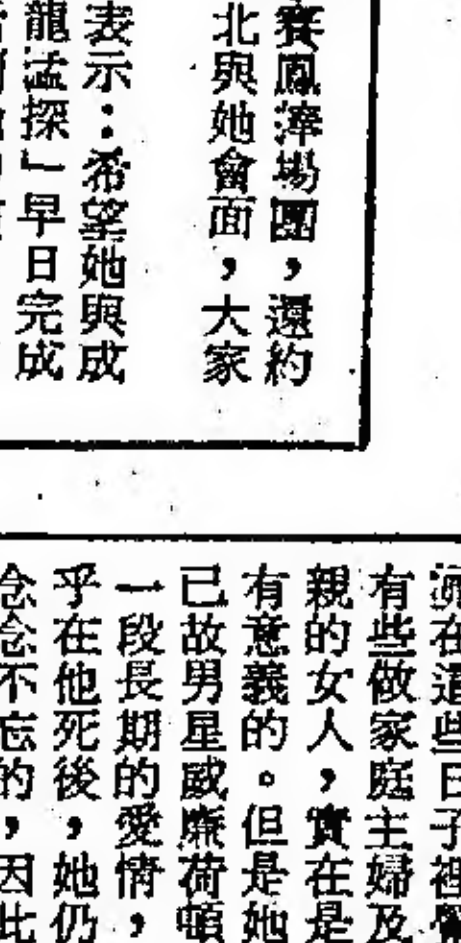 賽鳳濘場團,還約
北與她會面,大家
表示:希望她與成
龍猛探」早日完成
在這些日子裡
有些做家庭主婦及
親的女人,實在是
有意義的。但是她
已故男星威廉荷頓
一段長期的愛情,
乎在他死後,她仍
念念不忘的,因此